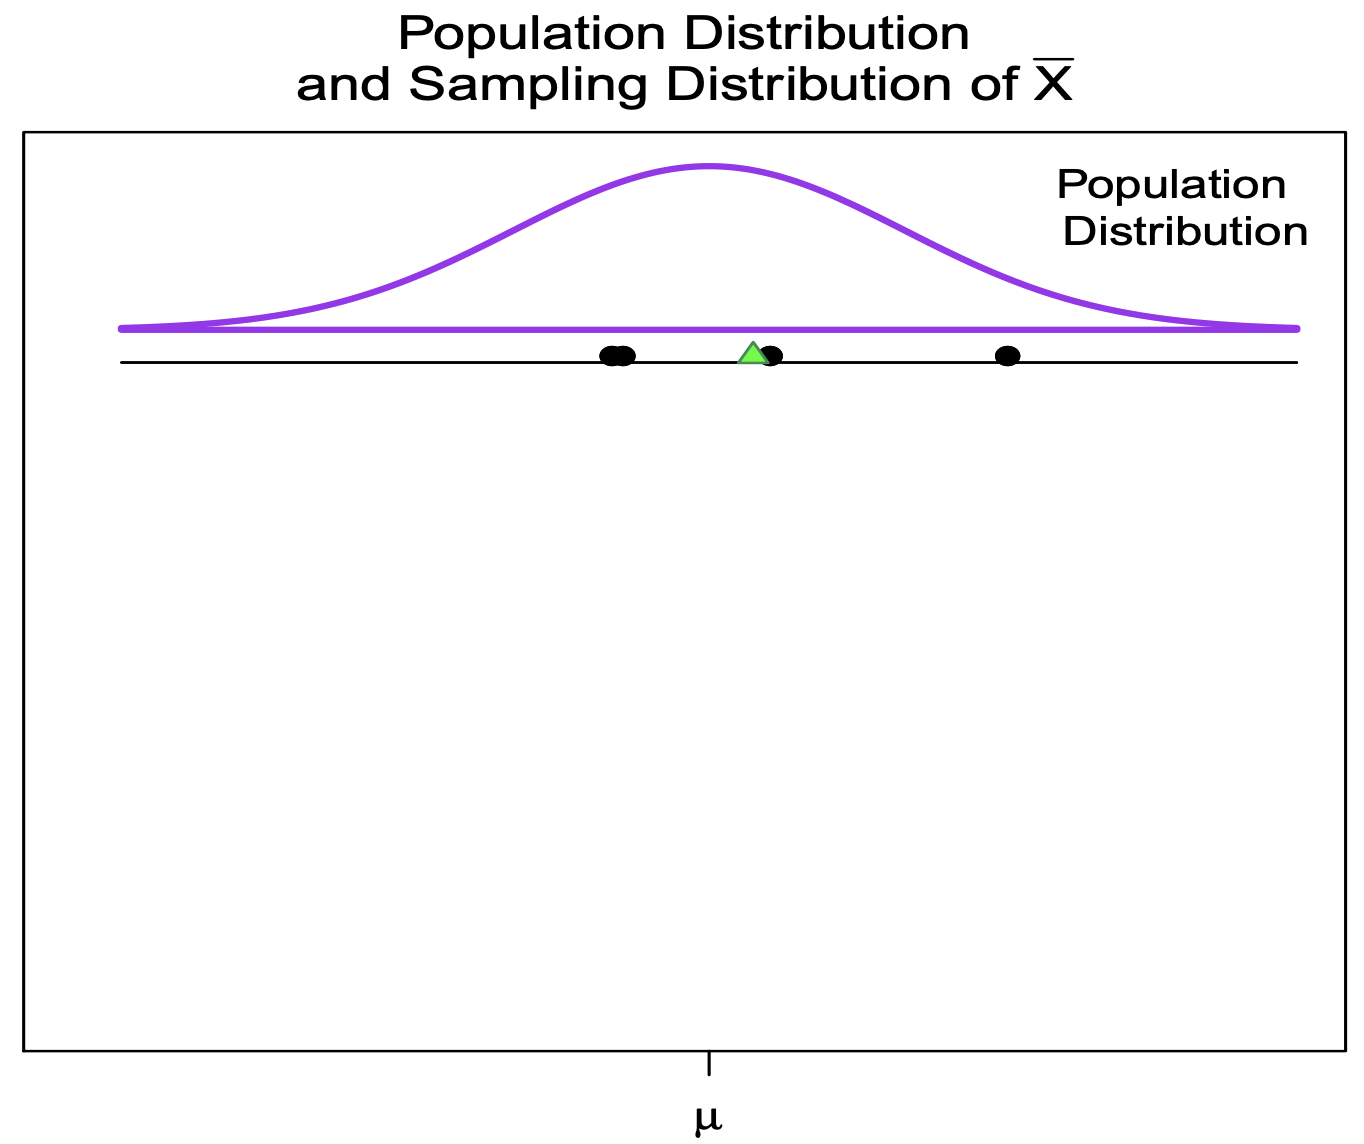 Population Distribution
and Sampling Distribution of X̅
Population
Distribution
μ